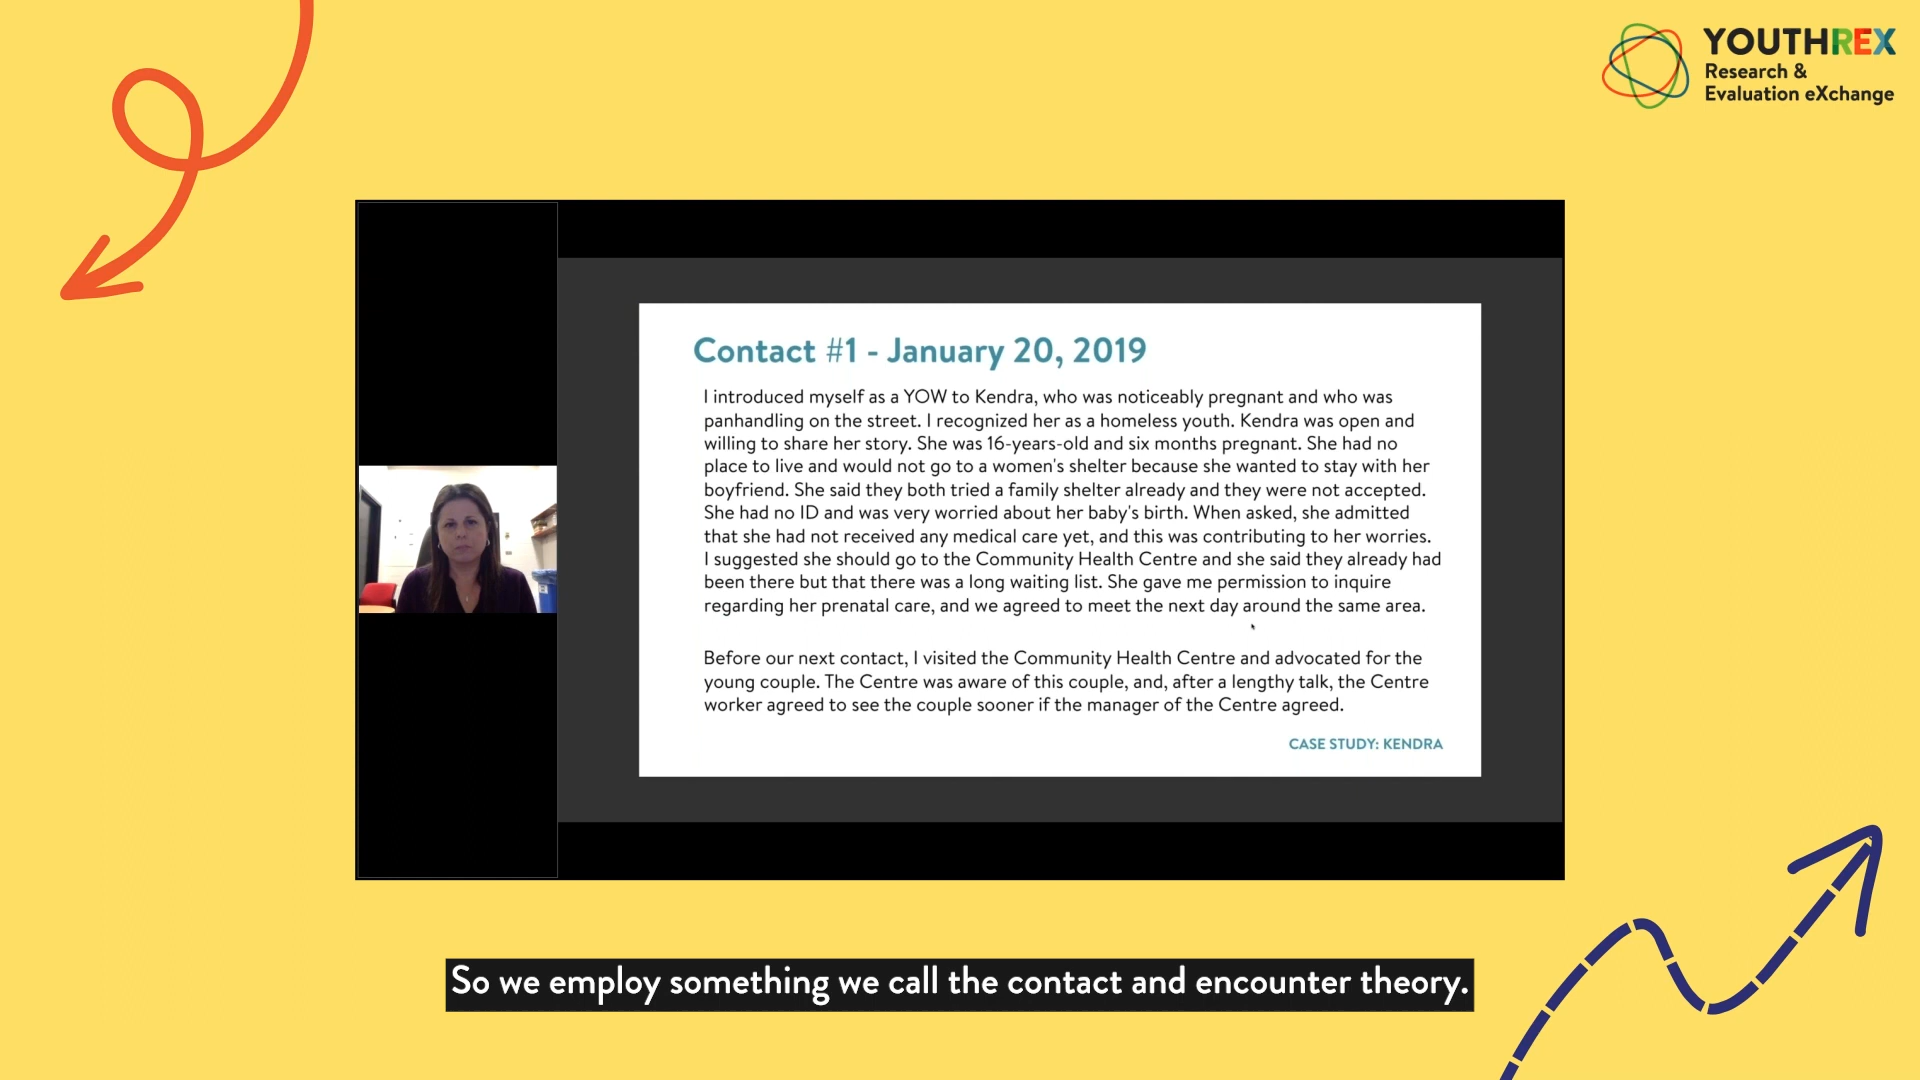 YOUTHREX
Research &
Evaluation eXchange
Contact #1 - January 20, 2019
I introduced myself as a YOW to Kendra, who was noticeably pregnant and who was
panhandling on the street. I recognized her as a homeless youth. Kendra was open and
willing to share her story. She was 16-years-old and six months pregnant. She had no
place to live and would not go to a women's shelter because she wanted to stay with her
boyfriend. She said they both tried a family shelter already and they were not accepted.
She had no ID and was very worried about her baby's birth. When asked, she admitted
that she had not received any medical care yet, and this was contributing to her worries.
I suggested she should go to the Community Health Centre and she said they already had
been there but that there was a long waiting list. She gave me permission to inquire
regarding her prenatal care, and we agreed to meet the next day around the same area.
Before our next contact, I visited the Community Health Centre and advocated for the
young couple. The Centre was aware of this couple, and, after a lengthy talk, the Centre
worker agreed to see the couple sooner if the manager of the Centre agreed.
CASE STUDY: KENDRA
So we employ something we call the contact and encounter theory.